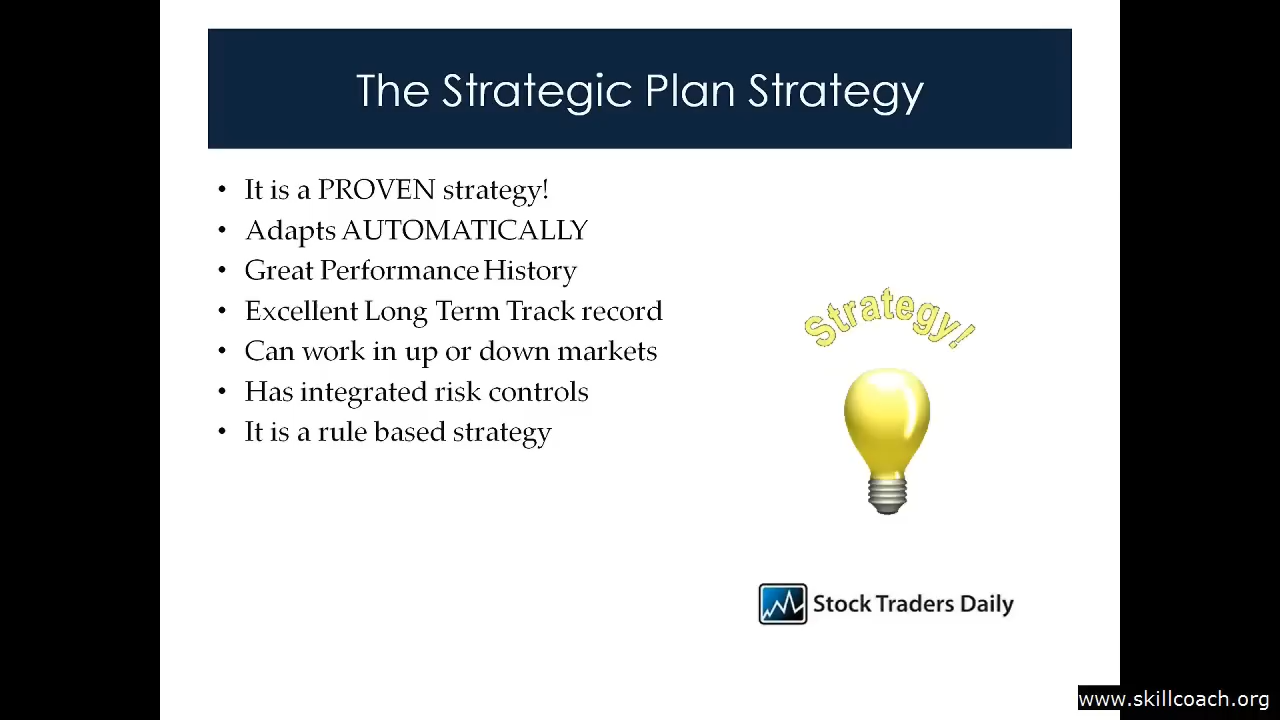 The Strategic Plan Strategy
• It is a PROVEN strategy!
• Adapts AUTOMATICALLY
• Great Performance History
• Excellent Long Term Track record
• Can work in up or down markets
• Has integrated risk controls
• It is a rule based strategy
Strategy!
Stock Traders Daily
www.skillcoach.org